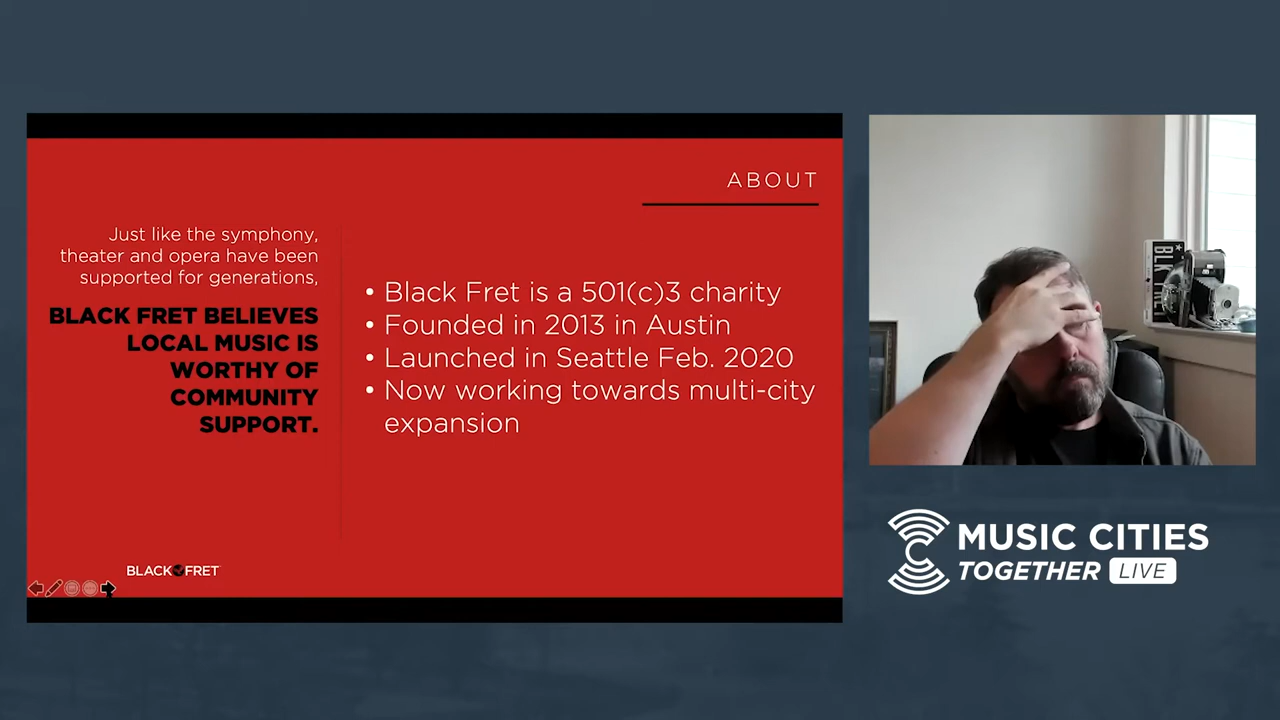 ABOUT
Just like the symphony,
theater and opera have been
supported for generations,
BLACK FRET BELIEVES
LOCAL MUSIC IS
WORTHY OF
COMMUNITY
SUPPORT.
• Black Fret is a 501(c)3 charity
• Founded in 2013 in Austin
• Launched in Seattle Feb. 2020
• Now working towards multi-city
expansion
BLACK FRET
MUSIC CITIES
TOGETHER LIVE